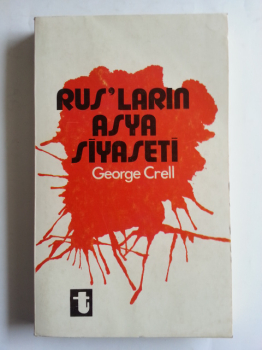 RUS'LARIN
ASYA
SİYASETİ
George Crell
t